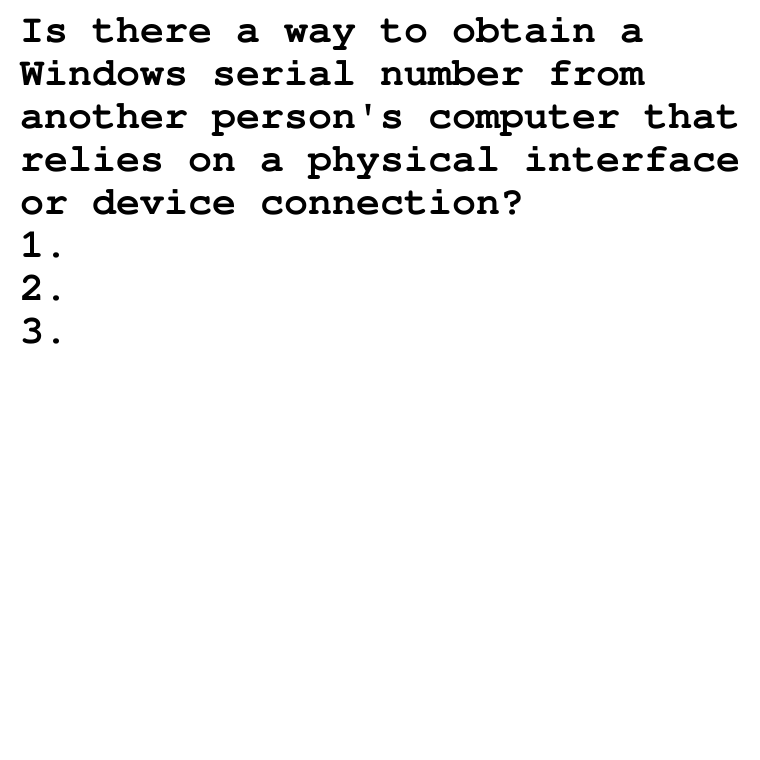 Is there a way to obtain a
Windows serial number from
another person's computer that
relies on a physical interface
or device connection?
1.
2.
3.